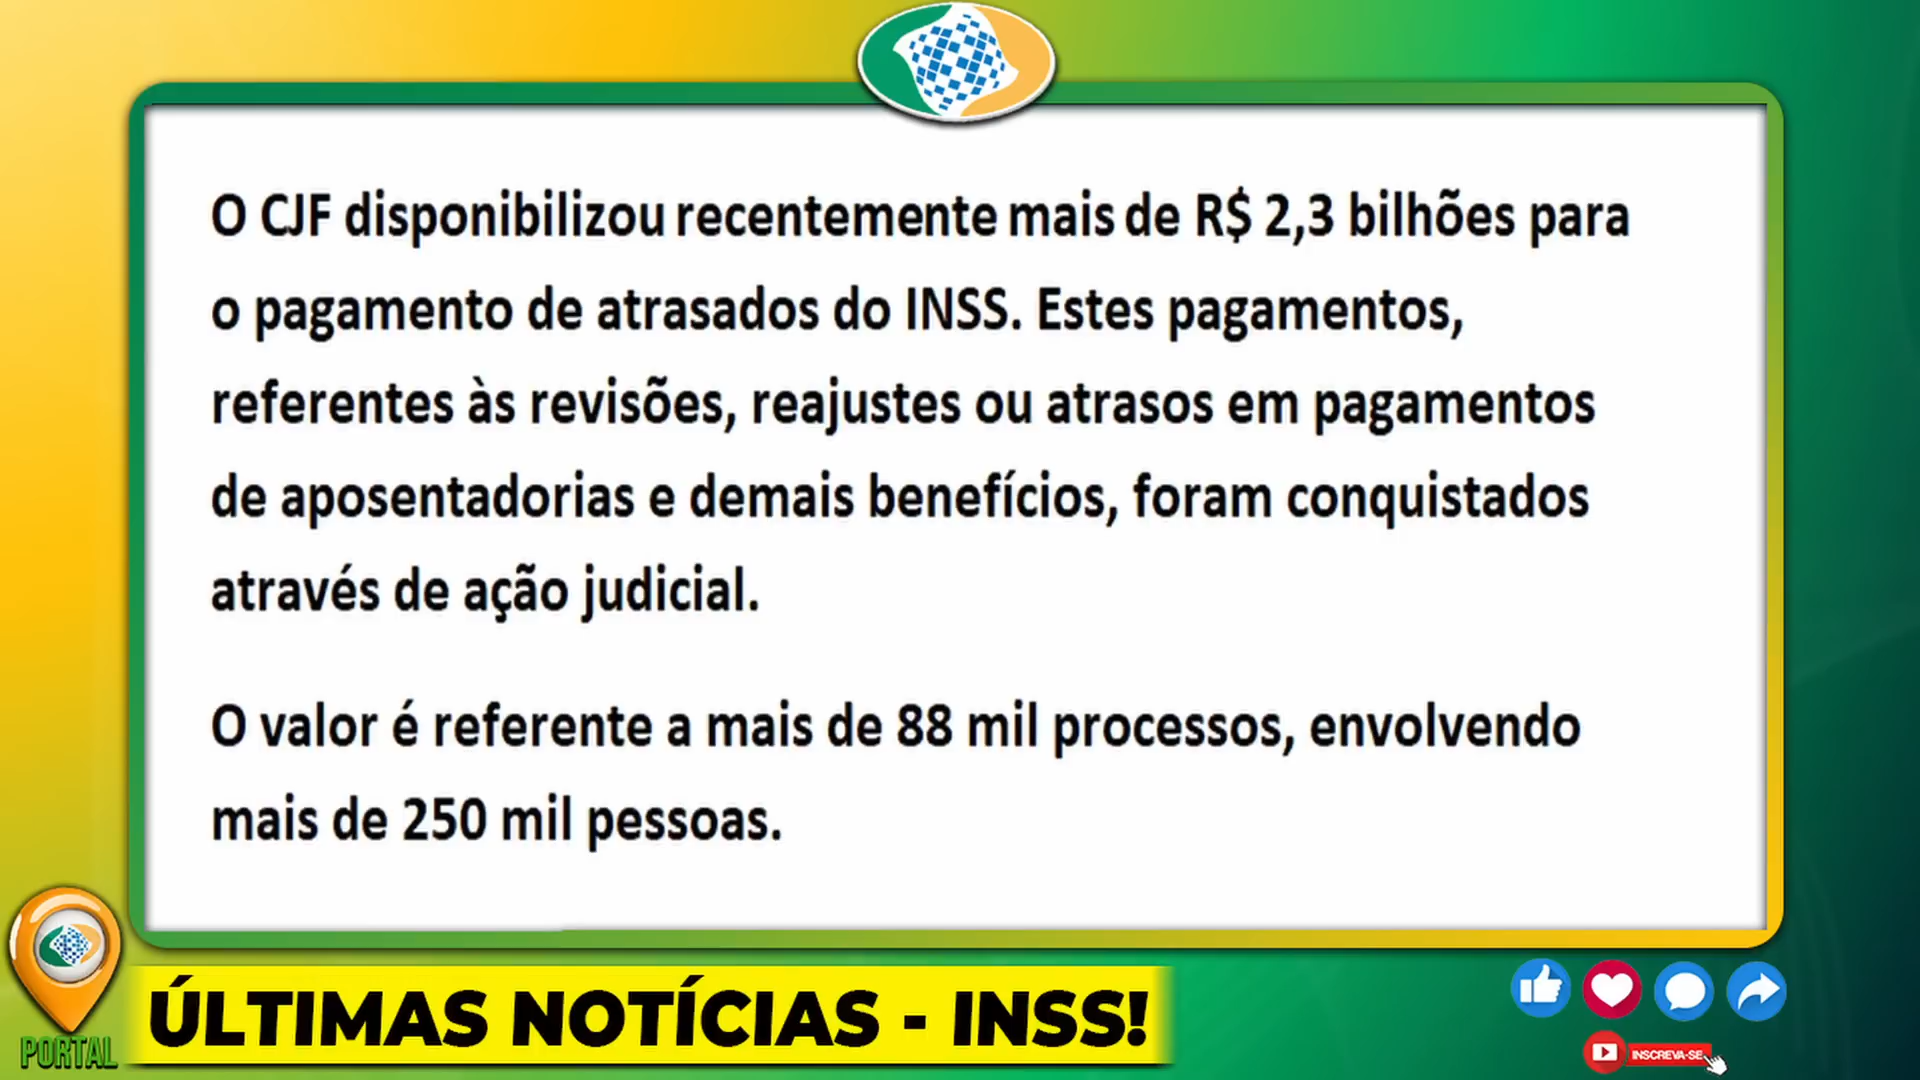 O CJF disponibilizou recentemente mais de R$ 2,3 bilhões para
o pagamento de atrasados do INSS. Estes pagamentos,
referentes às revisões, reajustes ou atrasos em pagamentos
de aposentadorias e demais benefícios, foram conquistados
através de ação judicial.
O valor é referente a mais de 88 mil processos, envolvendo
mais de 250 mil pessoas.
PORTAL
ÚLTIMAS NOTÍCIAS - INSS!
INSCREVA-SE